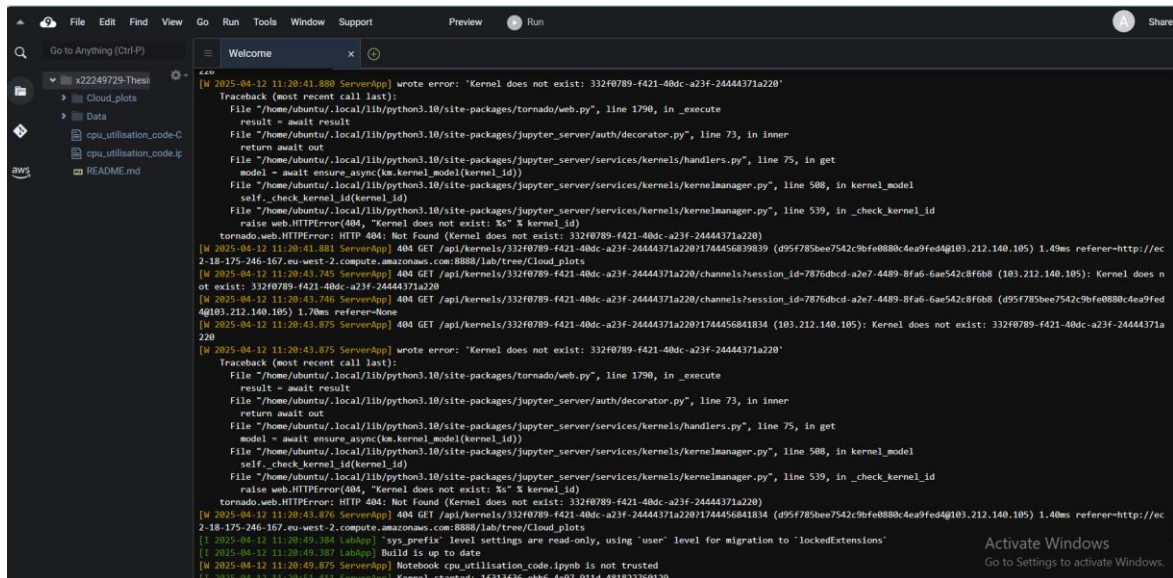 File Edit Find View Go Run Tools Window Support Preview Run A Share
Go to Anything (Ctrl-P)
Welcome
x22249729-Thesi
Cloud_plots
Data
cpu_utilisation_code-C
cpu_utilisation_code.ip
README.md
aws
220
[W 2025-04-12 11:20:41.880 ServerApp] wrote error: 'Kernel does not exist: 332f0789-f421-40dc-a23f-24444371a220'
Traceback (most recent call last):
File "/home/ubuntu/.local/lib/python3.10/site-packages/tornado/web.py", line 1790, in _execute
result = await result
File "/home/ubuntu/.local/lib/python3.10/site-packages/jupyter_server/auth/decorator.py", line 73, in inner
return await out
File "/home/ubuntu/.local/lib/python3.10/site-packages/jupyter_server/services/kernels/handlers.py", line 75, in get
model = await ensure_async(km.kernel_model(kernel_id))
File "/home/ubuntu/.local/lib/python3.10/site-packages/jupyter_server/services/kernels/kernelmanager.py", line 508, in kernel_model
self._check_kernel_id(kernel_id)
File "/home/ubuntu/.local/lib/python3.10/site-packages/jupyter_server/services/kernels/kernelmanager.py", line 539, in _check_kernel_id
raise web.HTTPError(404, "Kernel does not exist: %s" % kernel_id)
tornado.web.HTTPError: HTTP 404: Not Found (Kernel does not exist: 332f0789-f421-40dc-a23f-24444371a220)
[W 2025-04-12 11:20:41.881 ServerApp] 404 GET /api/kernels/332f0789-f421-40dc-a23f-24444371a220?1744456839839 (d95f785bee7542c9bfe0880c4ea9fed4@103.212.140.105) 1.49ms referer=http://ec
2-18-175-246-167.eu-west-2.compute.amazonaws.com:8888/lab/tree/Cloud_plots
[W 2025-04-12 11:20:43.745 ServerApp] 404 GET /api/kernels/332f0789-f421-40dc-a23f-24444371a220/channels?session_id=7876dbcd-a2e7-4489-8fa6-6ae542c8f6b8 (103.212.140.105): Kernel does n
ot exist: 332f0789-f421-40dc-a23f-24444371a220
[W 2025-04-12 11:20:43.746 ServerApp] 404 GET /api/kernels/332f0789-f421-40dc-a23f-24444371a220/channels?session_id=7876dbcd-a2e7-4489-8fa6-6ae542c8f6b8 (d95f785bee7542c9bfe0880c4ea9fed
4@103.212.140.105) 1.70ms referer=None
[W 2025-04-12 11:20:43.875 ServerApp] 404 GET /api/kernels/332f0789-f421-40dc-a23f-24444371a220?1744456841834 (103.212.140.105): Kernel does not exist: 332f0789-f421-40dc-a23f-24444371a
220
[W 2025-04-12 11:20:43.875 ServerApp] wrote error: 'Kernel does not exist: 332f0789-f421-40dc-a23f-24444371a220'
Traceback (most recent call last):
File "/home/ubuntu/.local/lib/python3.10/site-packages/tornado/web.py", line 1790, in _execute
result = await result
File "/home/ubuntu/.local/lib/python3.10/site-packages/jupyter_server/auth/decorator.py", line 73, in inner
return await out
File "/home/ubuntu/.local/lib/python3.10/site-packages/jupyter_server/services/kernels/handlers.py", line 75, in get
model = await ensure_async(km.kernel_model(kernel_id))
File "/home/ubuntu/.local/lib/python3.10/site-packages/jupyter_server/services/kernels/kernelmanager.py", line 508, in kernel_model
self._check_kernel_id(kernel_id)
File "/home/ubuntu/.local/lib/python3.10/site-packages/jupyter_server/services/kernels/kernelmanager.py", line 539, in _check_kernel_id
raise web.HTTPError(404, "Kernel does not exist: %s" % kernel_id)
tornado.web.HTTPError: HTTP 404: Not Found (Kernel does not exist: 332f0789-f421-40dc-a23f-24444371a220)
[W 2025-04-12 11:20:43.876 ServerApp] 404 GET /api/kernels/332f0789-f421-40dc-a23f-24444371a220?1744456841834 (d95f785bee7542c9bfe0880c4ea9fed4@103.212.140.105) 1.40ms referer=http://ec
2-18-175-246-167.eu-west-2.compute.amazonaws.com:8888/lab/tree/Cloud_plots
[I 2025-04-12 11:20:49.384 LabApp] `sys_prefix` level settings are read-only, using `user` level for migration to `lockedExtensions`
[I 2025-04-12 11:20:49.387 LabApp] Build is up to date
[W 2025-04-12 11:20:49.875 ServerApp] Notebook cpu_utilisation_code.ipynb is not trusted
Activate Windows
Go to Settings to activate Windows.